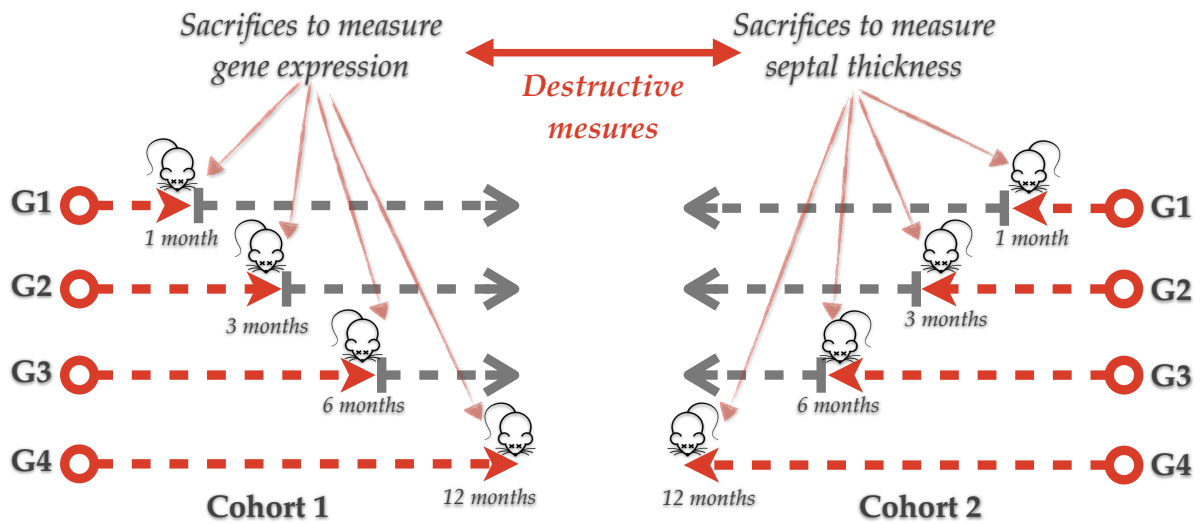 Sacrifices to measure
gene expression
Destructive
mesures
Sacrifices to measure
septal thickness
G1
1 month
G2
3 months
G3
6 months
G4
12 months
Cohort 1
G1
1 month
G2
3 months
G3
6 months
G4
12 months
Cohort 2